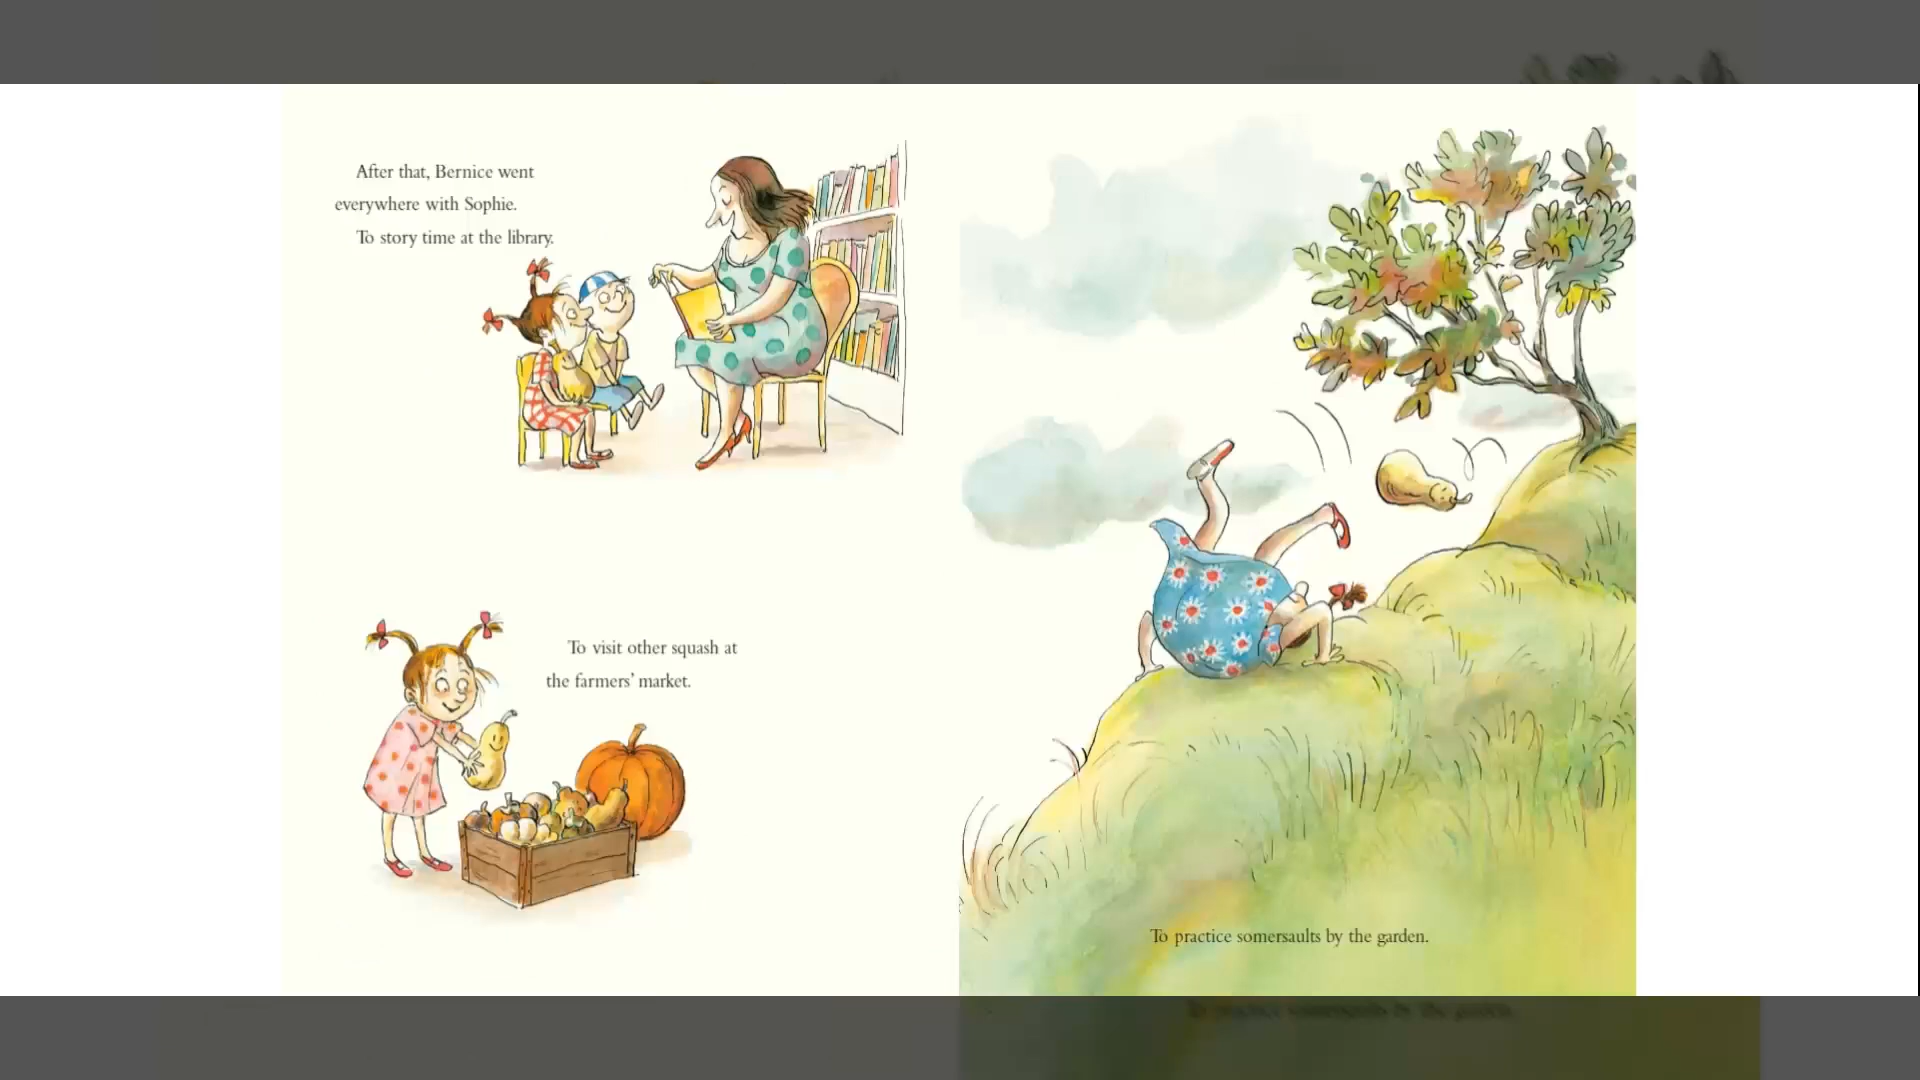 After that, Bernice went
everywhere with Sophie.
To story time at the library.
To visit other squash at
the farmers’ market.
To practice somersaults by the garden.